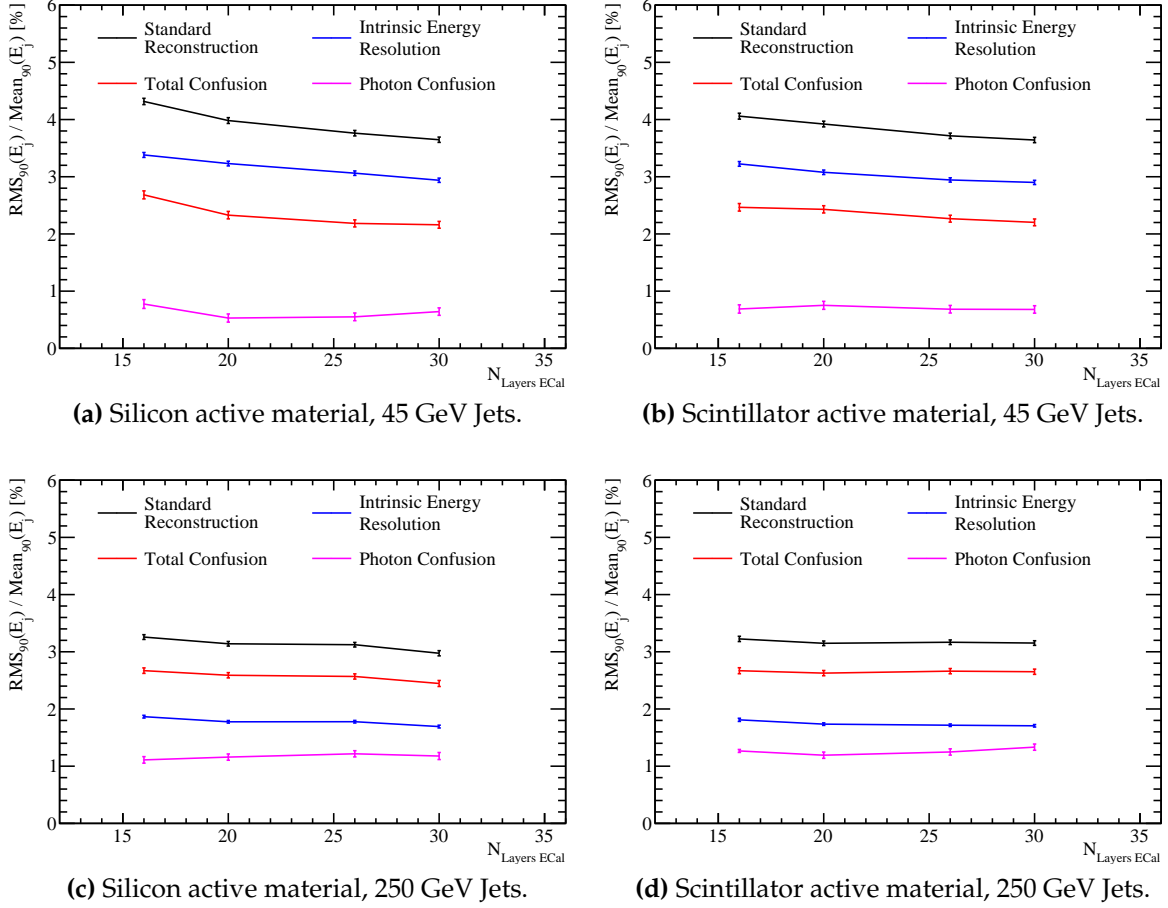 RMS90(Ej) / Mean90(Ej) [%]
6
5
4
3
2
1
0
Standard
Reconstruction
Intrinsic Energy
Resolution
Total Confusion
Photon Confusion
15 20 25 30 35
NLayers ECal
(a) Silicon active material, 45 GeV Jets.
RMS90(Ej) / Mean90(Ej) [%]
6
5
4
3
2
1
0
Standard
Reconstruction
Intrinsic Energy
Resolution
Total Confusion
Photon Confusion
15 20 25 30 35
NLayers ECal
(b) Scintillator active material, 45 GeV Jets.
RMS90(Ej) / Mean90(Ej) [%]
6
5
4
3
2
1
0
Standard
Reconstruction
Intrinsic Energy
Resolution
Total Confusion
Photon Confusion
15 20 25 30 35
NLayers ECal
(c) Silicon active material, 250 GeV Jets.
RMS90(Ej) / Mean90(Ej) [%]
6
5
4
3
2
1
0
Standard
Reconstruction
Intrinsic Energy
Resolution
Total Confusion
Photon Confusion
15 20 25 30 35
NLayers ECal
(d) Scintillator active material, 250 GeV Jets.